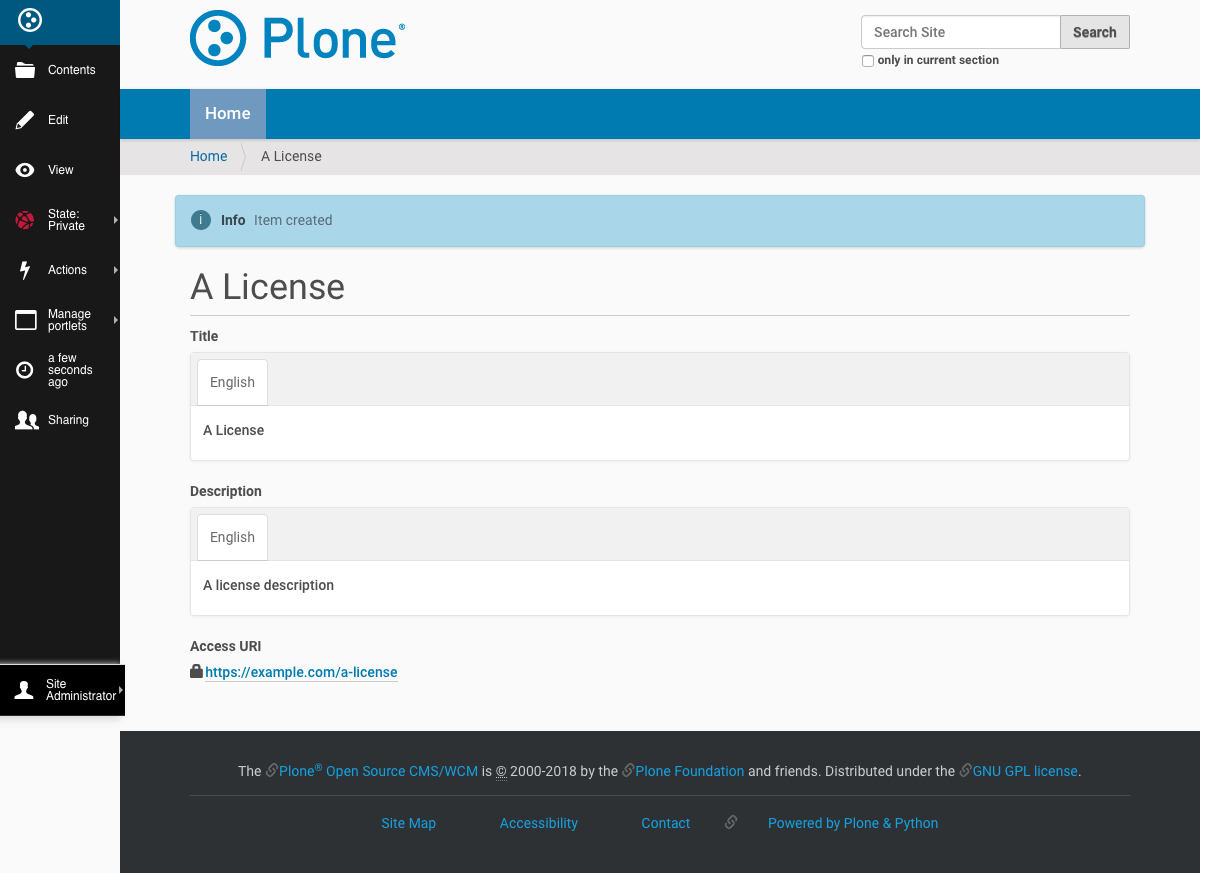 Plone®
Search Site
Search
only in current section
Contents
Edit
View
State:
Private
Actions
Manage
portlets
a few
seconds
ago
Sharing
Site
Administrator
Home
Home
A License
i Info Item created
A License
Title
English
A License
Description
English
A license description
Access URI
https://example.com/a-license
The Plone® Open Source CMS/WCM is © 2000-2018 by the Plone Foundation and friends. Distributed under the GNU GPL license.
Site Map Accessibility Contact Powered by Plone & Python